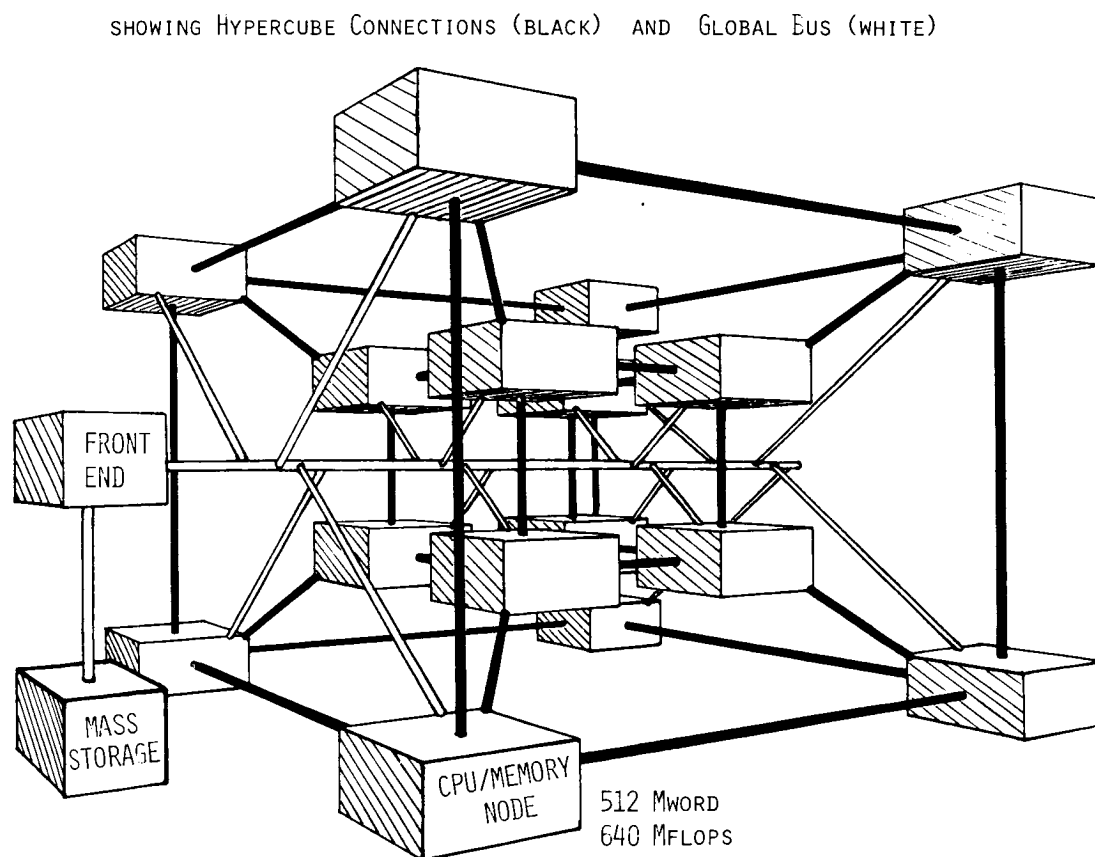 SHOWING HYPERCUBE CONNECTIONS (BLACK) AND GLOBAL BUS (WHITE)
FRONT
END
MASS
STORAGE
CPU/MEMORY
NODE
512 MWORD
640 MFLOPS